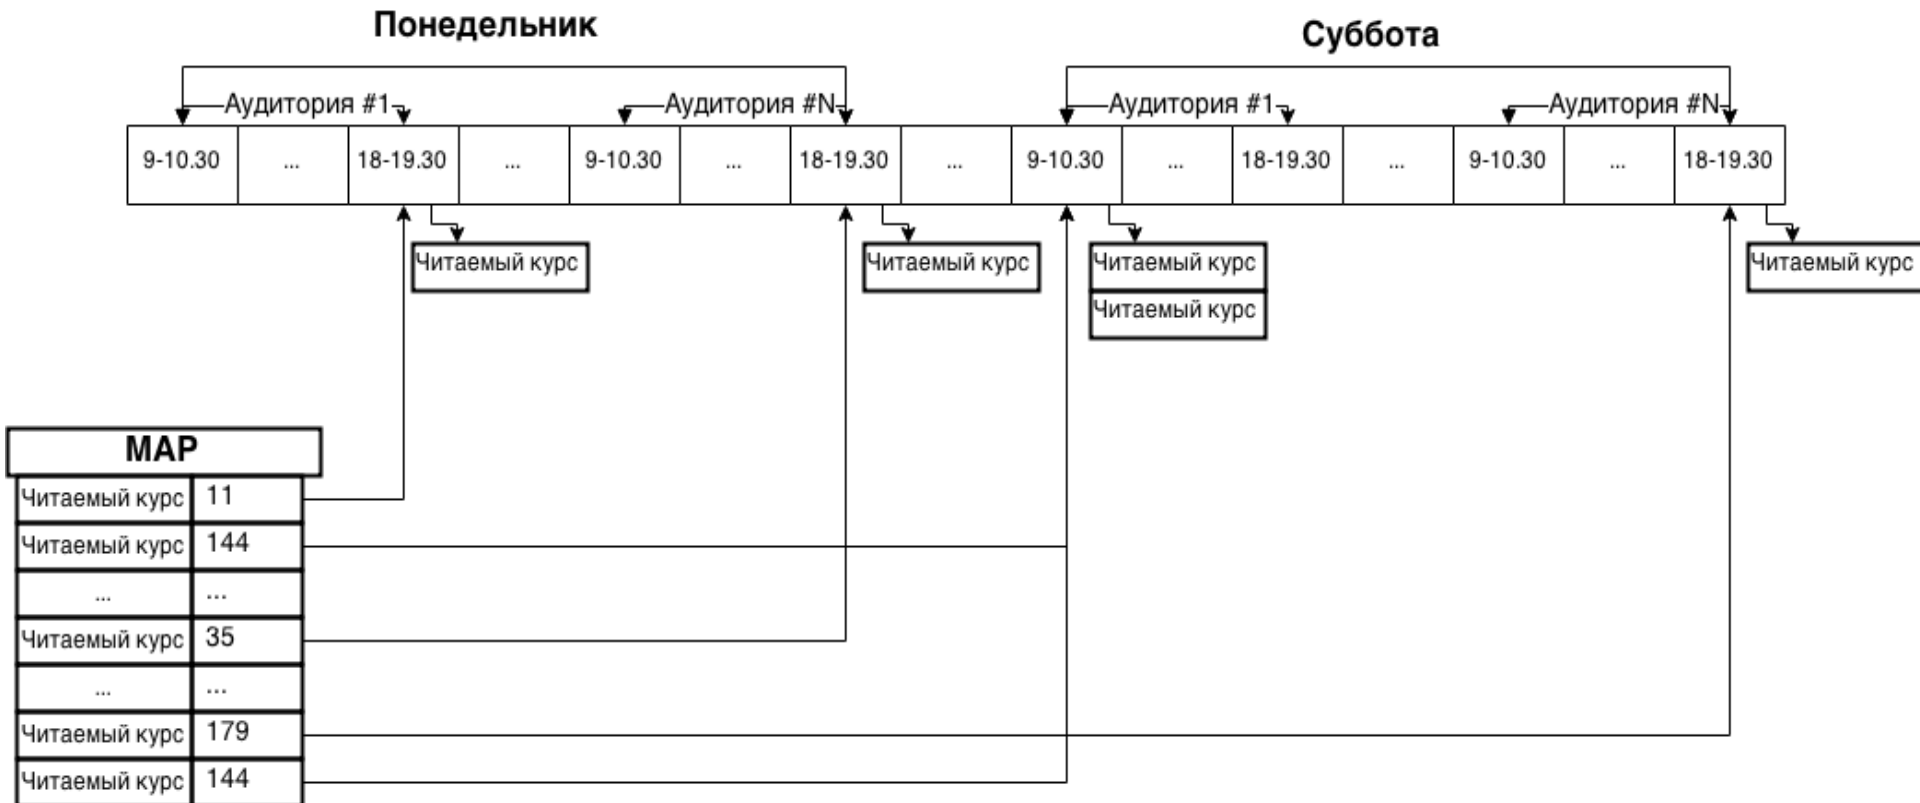 Понедельник
Суббота
Аудитория #1
Аудитория #N
Аудитория #1
Аудитория #N
9-10.30 ... 18-19.30 ... 9-10.30 ... 18-19.30 ... 9-10.30 ... 18-19.30 ... 9-10.30 ... 18-19.30
Читаемый курс
Читаемый курс
Читаемый курс
Читаемый курс
Читаемый курс
MAP
Читаемый курс 11
Читаемый курс 144
... ...
Читаемый курс 35
... ...
Читаемый курс 179
Читаемый курс 144